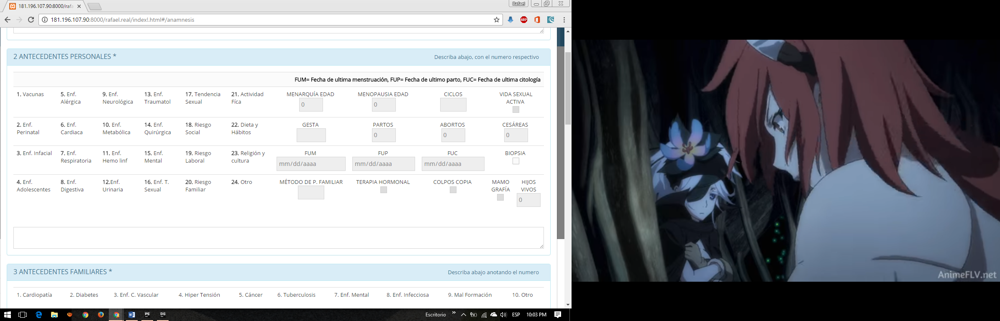 181.196.107.90:8000/rafa
Rafael
181.196.107.90:8000/rafael.real/index!.html#/anamnesis
ABP
2 ANTECEDENTES PERSONALES *
Describa abajo, con el numero respectivo
FUM= Fecha de ultima menstruación, FUP= Fecha de ultimo parto, FUC= Fecha de ultima citología
1. Vacunas
5. Enf. Alérgica
9. Enf. Neurológica
13. Enf. Traumatol
17. Tendencia Sexual
21. Actividad Fíca
MENARQUÍA EDAD
0
MENOPAUSIA EDAD
0
CICLOS
VIDA SEXUAL ACTIVA
2. Enf. Perinatal
6. Enf. Cardiaca
10. Enf. Metabólica
14. Enf. Quirúrgica
18. Riesgo Social
22. Dieta y Hábitos
GESTA
PARTOS
0
ABORTOS
0
CESÁREAS
0
3. Enf. Infacial
7. Enf. Respiratoria
11. Enf. Hemo linf
15. Enf. Mental
19. Riesgo Laboral
23. Religión y cultura
FUM
mm/dd/aaaa
FUP
mm/dd/aaaa
FUC
mm/dd/aaaa
BIOPSIA
4. Enf. Adolescentes
8. Enf. Digestiva
12.Enf. Urinaria
16. Enf. T. Sexual
20. Riesgo Familiar
24. Otro
MÉTODO DE P. FAMILIAR
TERAPIA HORMONAL
COLPOS COPIA
MAMO GRAFÍA
HIJOS VIVOS
0
3 ANTECEDENTES FAMILIARES *
Describa abajo anotando el numero
1. Cardiopatía
2. Diabetes
3. Enf. C. Vascular
4. Hiper Tensión
5. Cáncer
6. Tuberculosis
7. Enf. Mental
8. Enf. Infecciosa
9. Mal Formación
10. Otro
PS
DG
Escritorio
ESP
10:03 PM
AnimeFLV.net